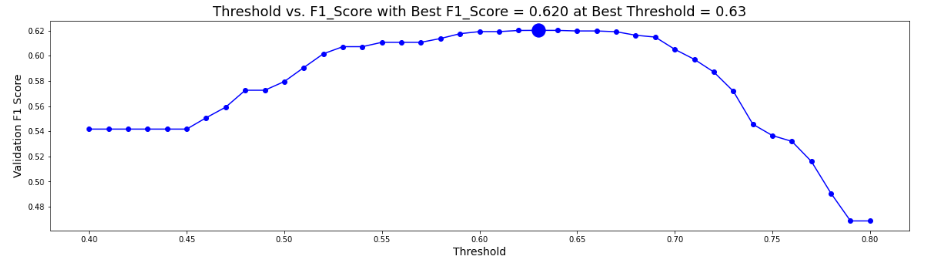 Threshold vs. F1_Score with Best F1_Score = 0.620 at Best Threshold = 0.63
Validation F1 Score
0.62
0.60
0.58
0.56
0.54
0.52
0.50
0.48
0.40 0.45 0.50 0.55 0.60 0.65 0.70 0.75 0.80
Threshold